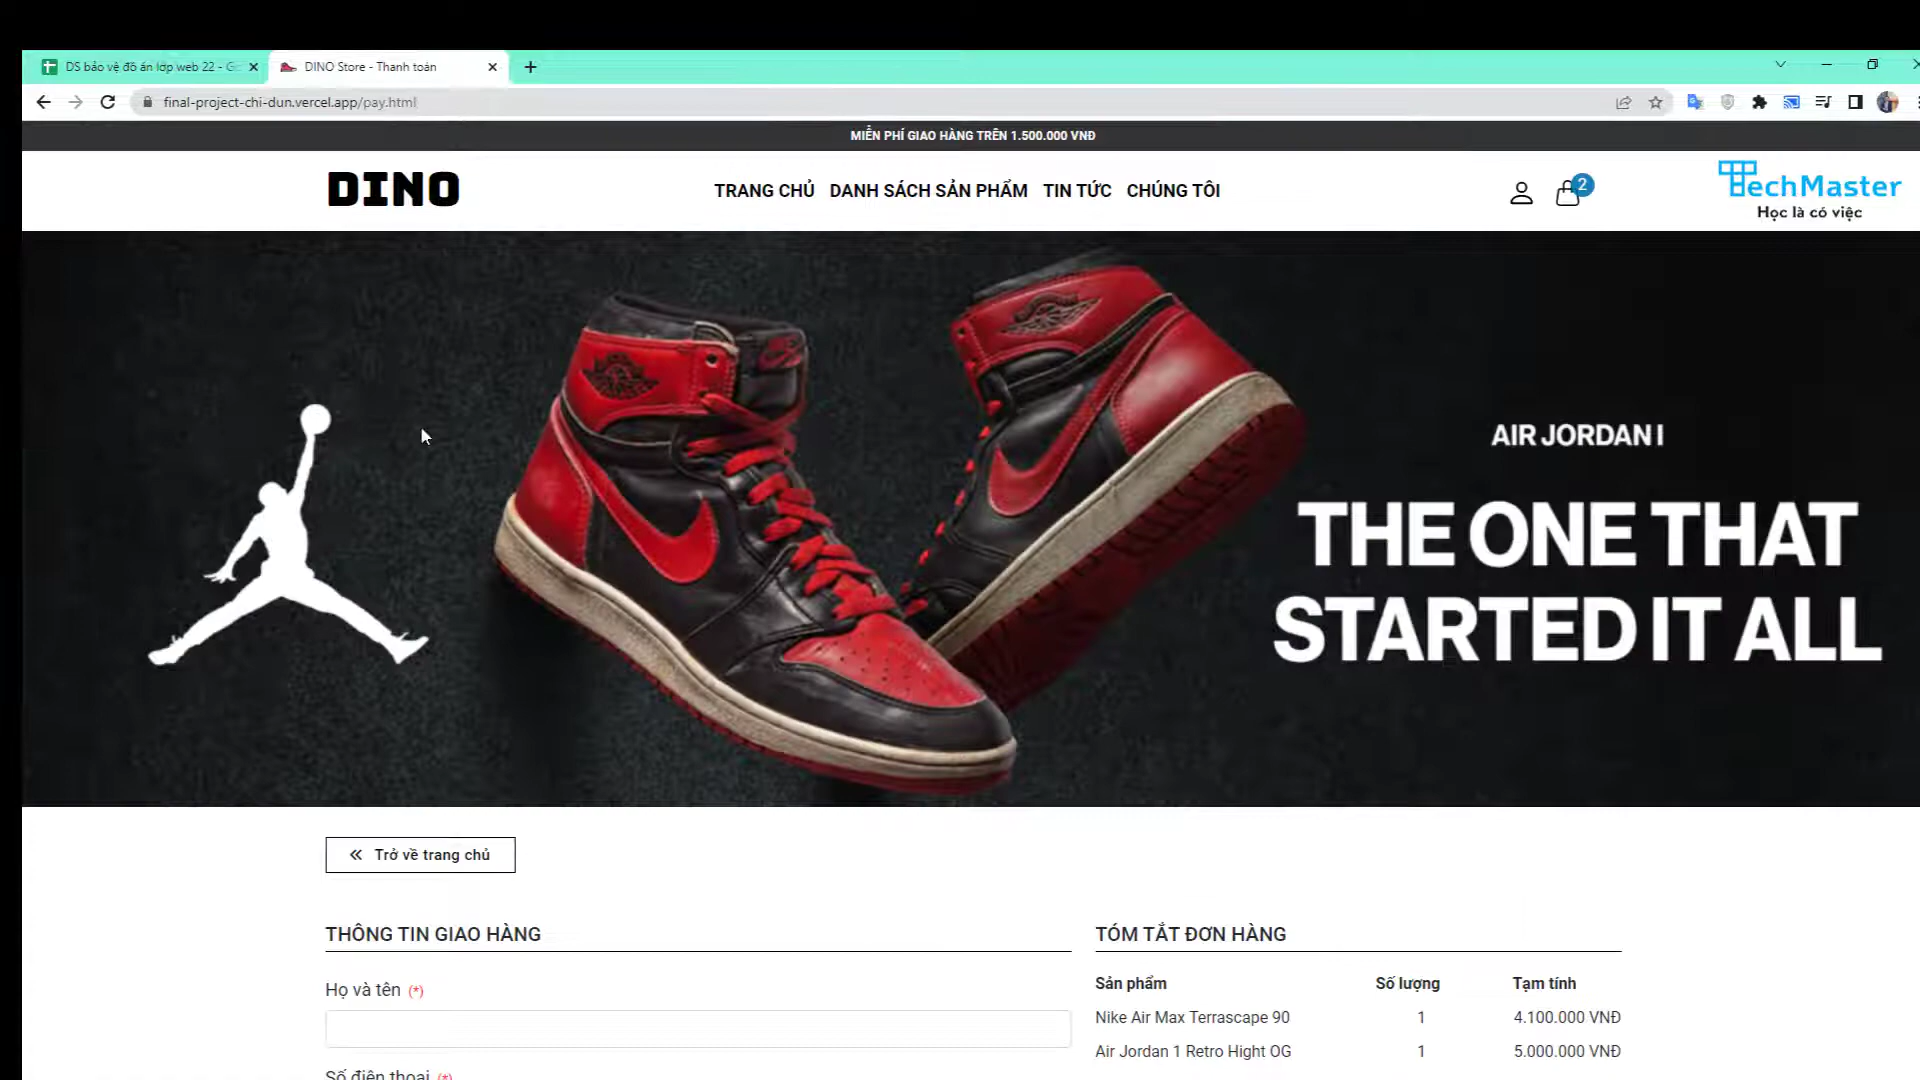 DS bảo vệ đồ án lớp web 22 - Go
DINO Store - Thanh toán
final-project-chi-dun.vercel.app/pay.html
MIỄN PHÍ GIAO HÀNG TRÊN 1.500.000 VNĐ
DINO
TRANG CHỦ DANH SÁCH SẢN PHẨM TIN TỨC CHÚNG TÔI
2
TechMaster
Học là có việc
AIR JORDAN I
THE ONE THAT
STARTED IT ALL
Trở về trang chủ
THÔNG TIN GIAO HÀNG
Họ và tên (*)
Số điện thoại (*)
TÓM TẮT ĐƠN HÀNG
Sản phẩm Số lượng Tạm tính
Nike Air Max Terrascape 90 1 4.100.000 VNĐ
Air Jordan 1 Retro Hight OG 1 5.000.000 VNĐ